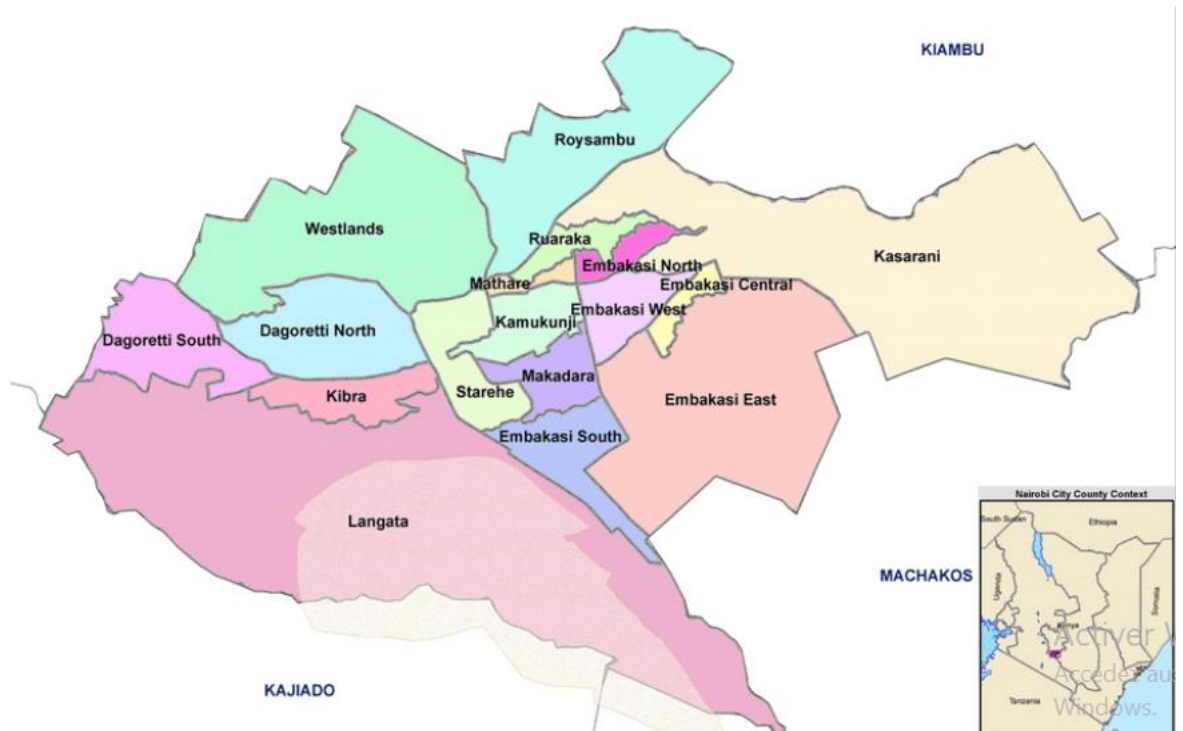 KIAMBU
Roysambu
Westlands
Ruaraka
Kasarani
Embakasi North
Mathare
Embakasi Central
Embakasi West
Kamukunji
Dagoretti North
Dagoretti South
Makadara
Kibra
Starehe
Embakasi East
Embakasi South
Langata
MACHAKOS
KAJIADO
Nairobi City County Context
South Sudan
Ethiopia
Uganda
Somalia
Kenya
Tanzania
Activer W
Accédez au
Windows.